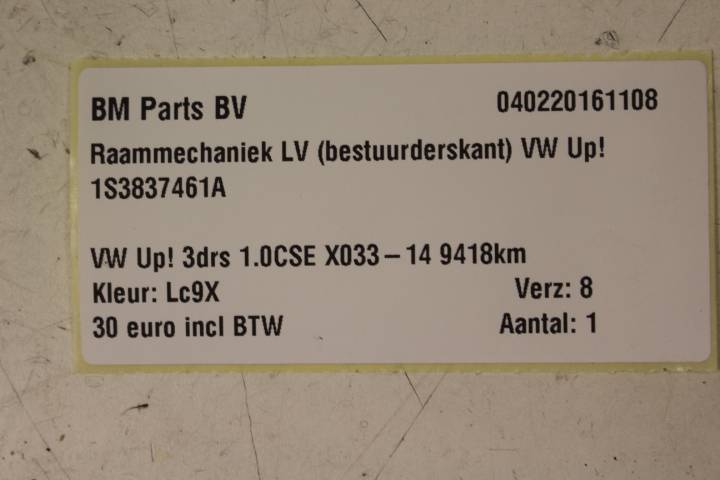 BM Parts BV 040220161108
Raammechaniek LV (bestuurderskant) VW Up!
1S3837461A
VW Up! 3drs 1.0CSE X033-14 9418km
Kleur: Lc9X Verz: 8
30 euro incl BTW Aantal: 1